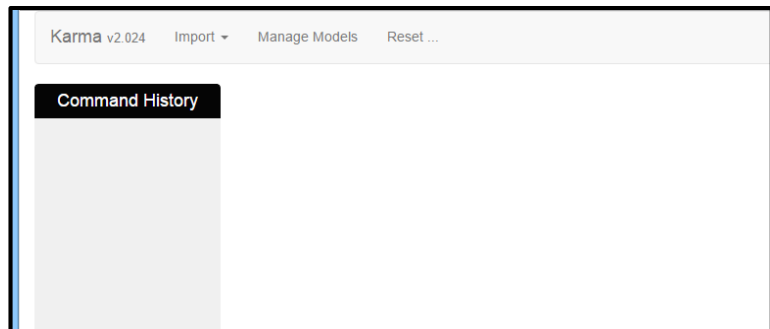 Karma v2.024 Import Manage Models Reset ...
Command History